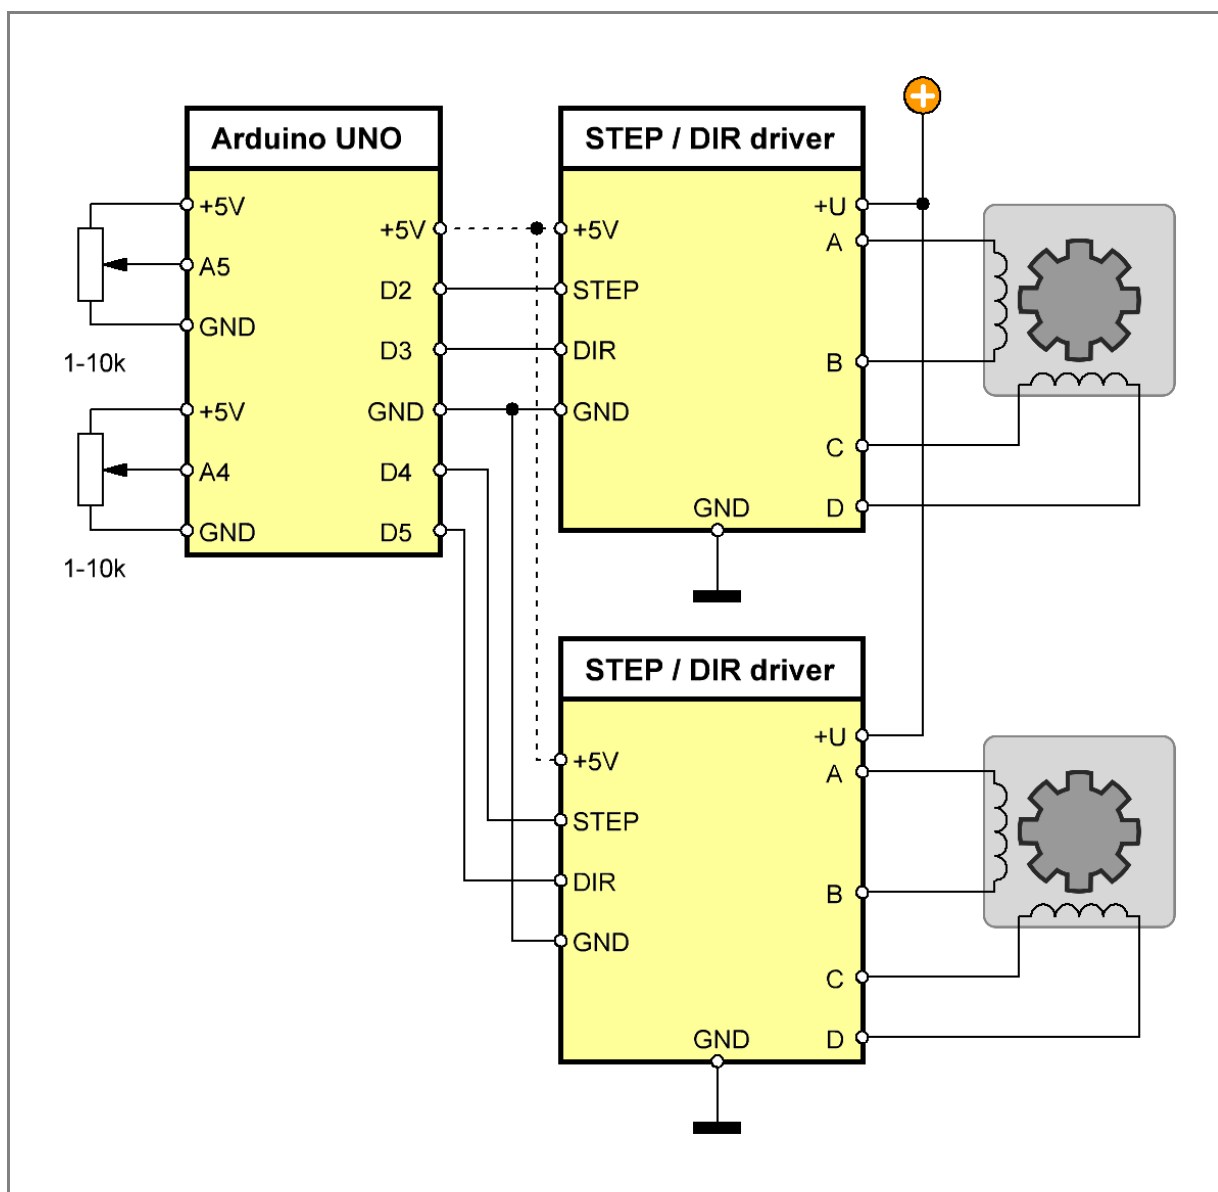 Arduino UNO
+5V
A5
GND
1-10k
+5V
A4
GND
1-10k
+5V
D2
D3
GND
D4
D5
STEP / DIR driver
+5V
STEP
DIR
GND
+U
A
B
C
D
GND
STEP / DIR driver
+5V
STEP
DIR
GND
+U
A
B
C
D
GND